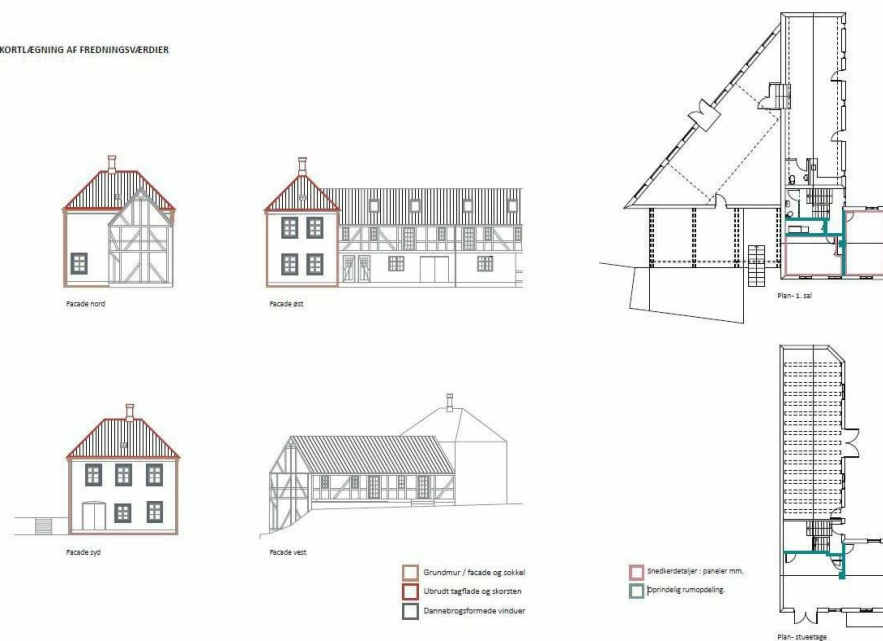 KORTLÆGNING AF FREDNINGSVÆRDIER
Facade nord
Facade øst
Plan- 1. sal
Facade syd
Facade vest
Grundmur / facade og sokkel
Ubrudt tagflade og skorsten
Dannebrogsformede vinduer
Snedkerdetaljer : paneler mm.
Oprindelig rumopdeling.
Plan- stueetage